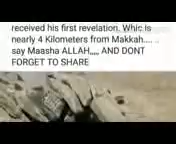 received his first revelation. Whic is
nearly 4 Kilometers from Makkah.... ..
say Maasha ALLAH,,,, AND DONT
FORGET TO SHARE